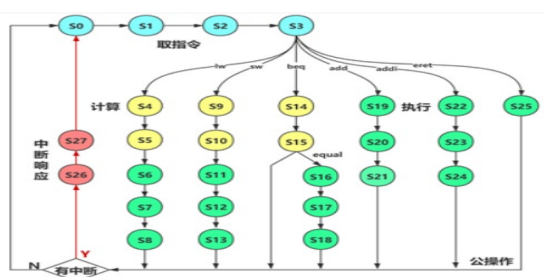 S0 S1 S2 S3
取指令
lw sw beq add addi eret
计算 S4 S9 S14 S19 执行 S22 S25
中断响应
S27 S5 S10 S15 S20 S23
equal
S26 S6 S11 S16 S21 S24
S7 S12 S17
S8 S13 S18
Y
N 有中断 公操作